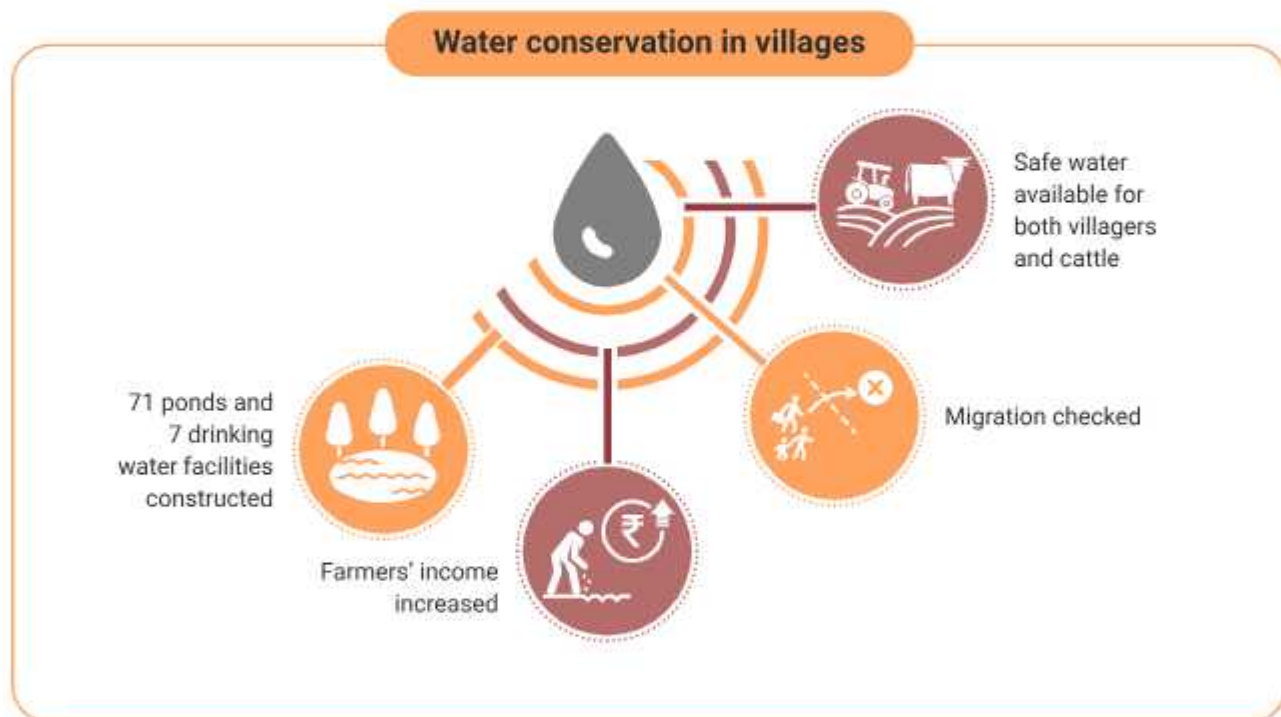 Water conservation in villages
Safe water
available for
both villagers
and cattle
Migration checked
71 ponds and
7 drinking
water facilities
constructed
Farmers' income
increased
₹